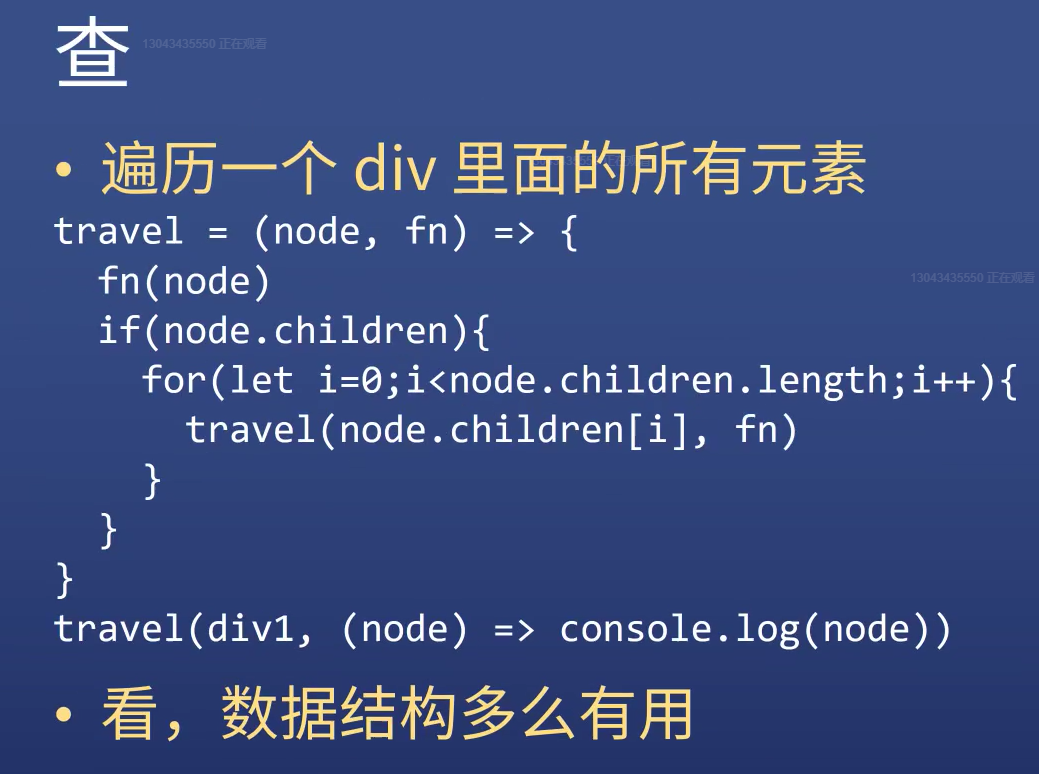 查
13043435550 正在观看
• 遍历一个 div 里面的所有元素
travel = (node, fn) => {
  fn(node)
13043435550 正在观看
  if(node.children){
    for(let i=0;i<node.children.length;i++){
      travel(node.children[i], fn)
    }
  }
}
travel(div1, (node) => console.log(node))
• 看，数据结构多么有用